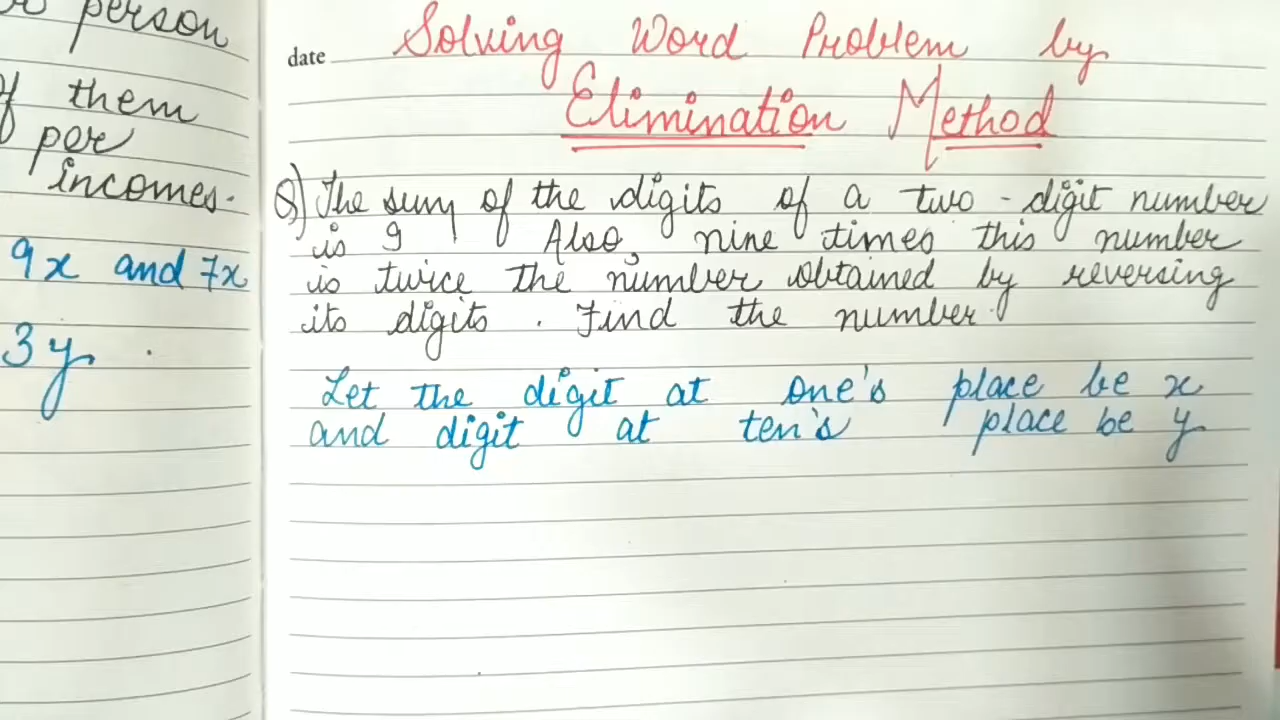 person
of them
per
incomes.
9x and 7x
3y
date
Solving Word Problem by
Elimination Method
Q) The sum of the digits of a two-digit number
is 9 Also, nine times this number
is twice the number obtained by reversing
its digits. Find the number.
Let the digit at one's place be x
and digit at ten's place be y